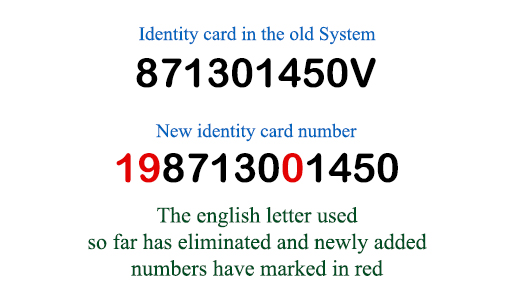 Identity card in the old System
871301450V
New identity card number
198713001450
The english letter used
so far has eliminated and newly added
numbers have marked in red